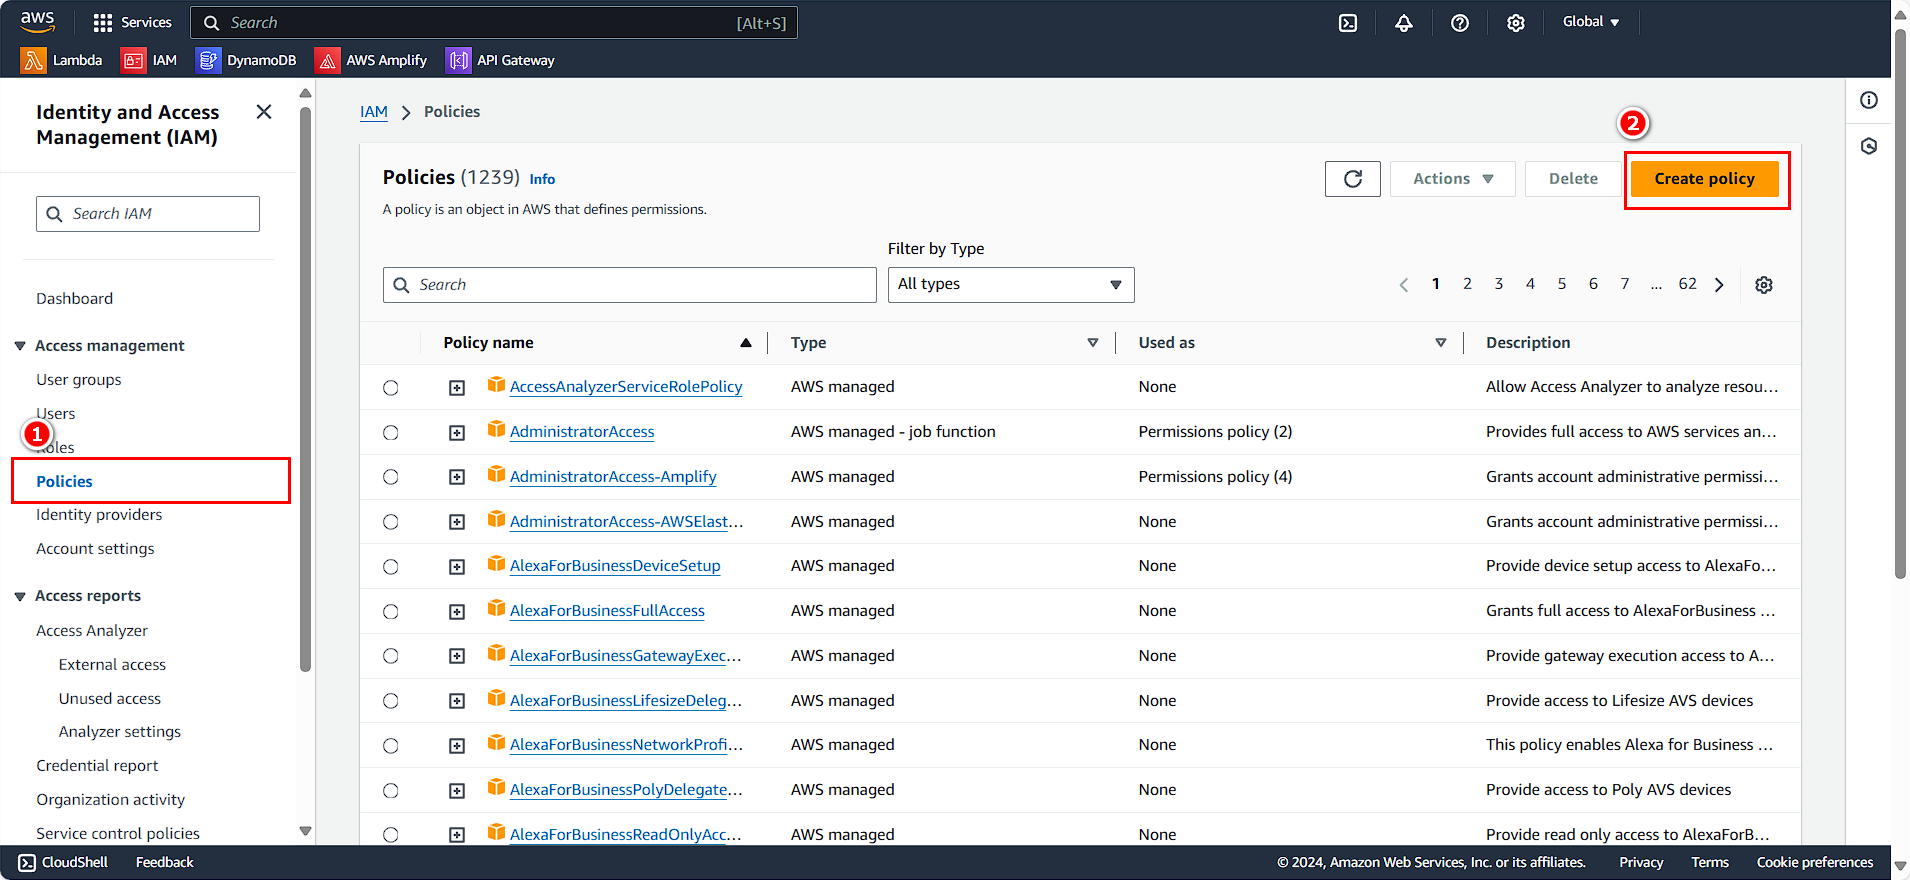 aws Services Search [Alt+S] Global
Lambda IAM DynamoDB AWS Amplify API Gateway
Identity and Access
Management (IAM)
Search IAM
Dashboard
Access management
User groups
Users
1
Roles
Policies
Identity providers
Account settings
Access reports
Access Analyzer
External access
Unused access
Analyzer settings
Credential report
Organization activity
Service control policies
IAM Policies
2
Policies (1239) Info
Actions Delete Create policy
A policy is an object in AWS that defines permissions.
Filter by Type
Search All types 1 2 3 4 5 6 7 ... 62
Policy name Type Used as Description
AccessAnalyzerServiceRolePolicy AWS managed None Allow Access Analyzer to analyze resou...
AdministratorAccess AWS managed - job function Permissions policy (2) Provides full access to AWS services an...
AdministratorAccess-Amplify AWS managed Permissions policy (4) Grants account administrative permissi...
AdministratorAccess-AWSElast... AWS managed None Grants account administrative permissi...
AlexaForBusinessDeviceSetup AWS managed None Provide device setup access to AlexaFo...
AlexaForBusinessFullAccess AWS managed None Grants full access to AlexaForBusiness ...
AlexaForBusinessGatewayExec... AWS managed None Provide gateway execution access to A...
AlexaForBusinessLifesizeDeleg... AWS managed None Provide access to Lifesize AVS devices
AlexaForBusinessNetworkProfi... AWS managed None This policy enables Alexa for Business ...
AlexaForBusinessPolyDelegate... AWS managed None Provide access to Poly AVS devices
AlexaForBusinessReadOnlyAcc... AWS managed None Provide read only access to AlexaForB...
CloudShell Feedback © 2024, Amazon Web Services, Inc. or its affiliates. Privacy Terms Cookie preferences